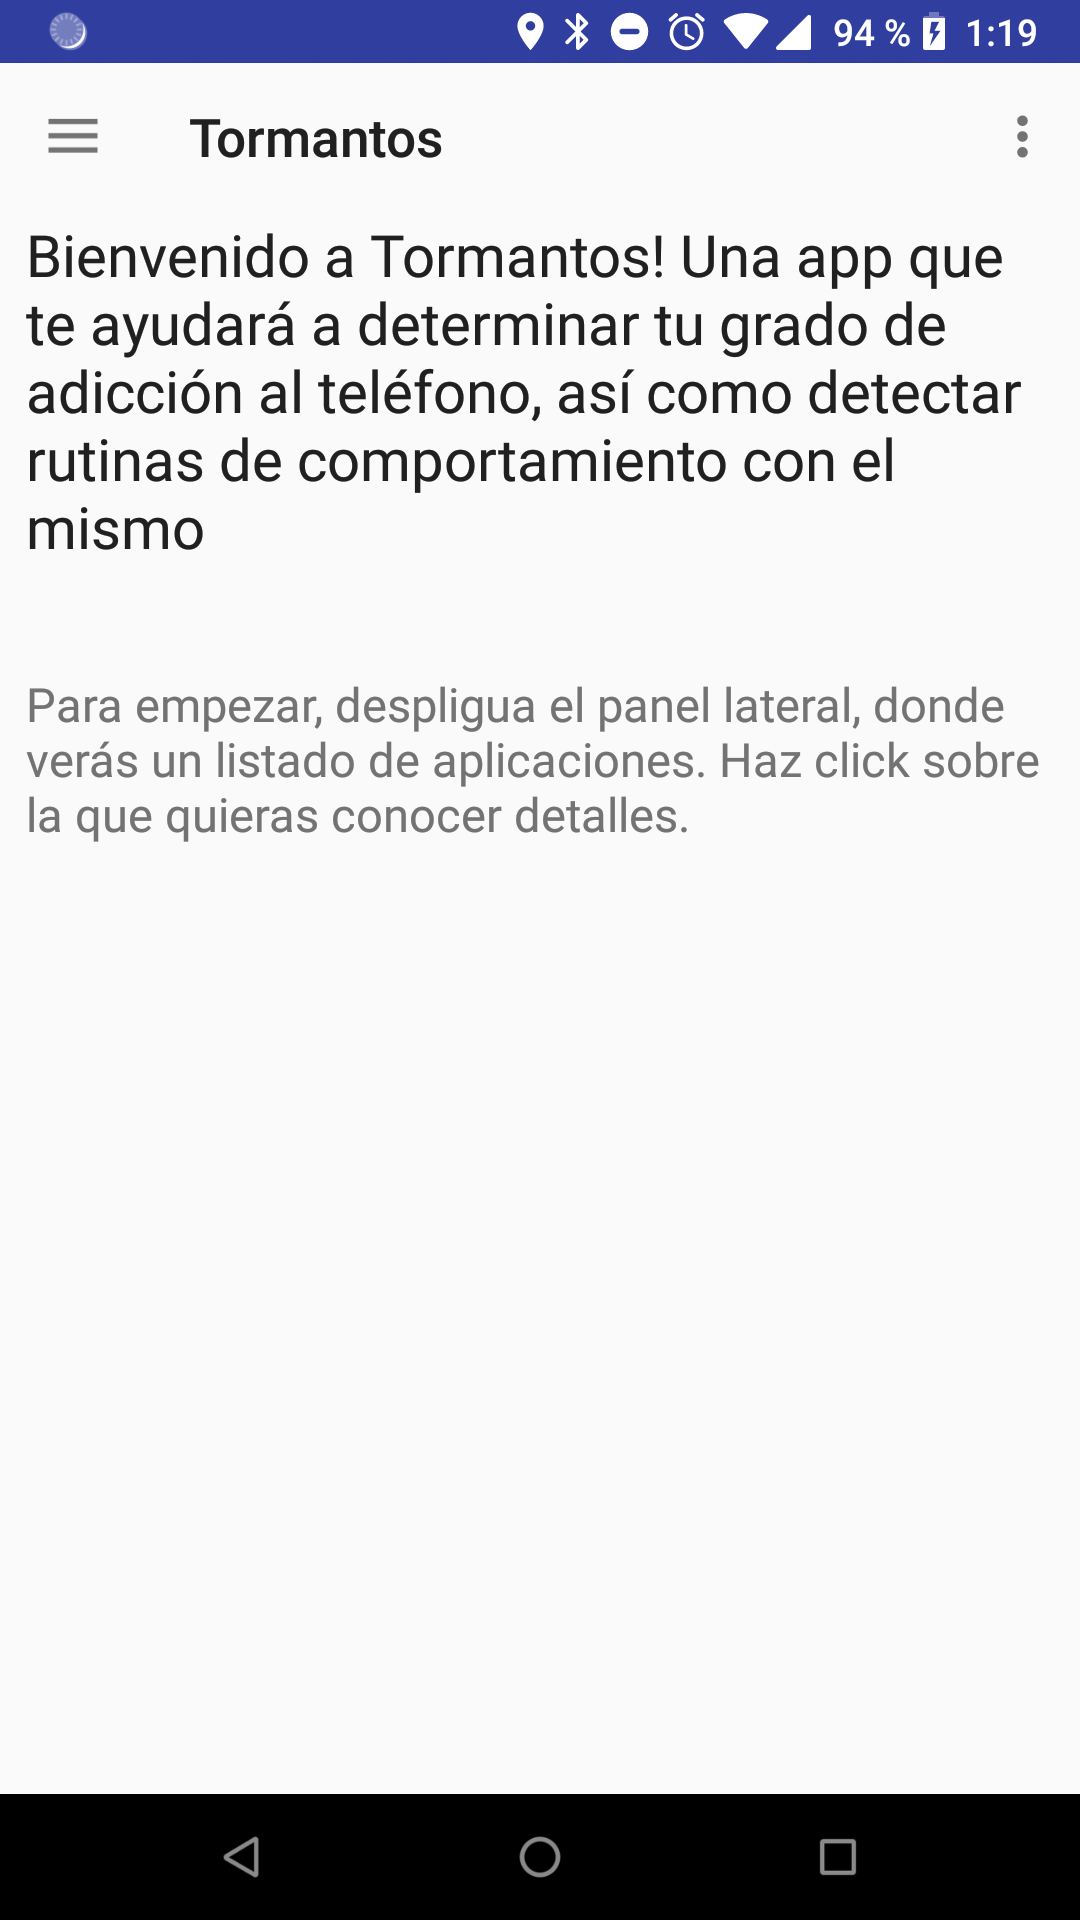 94 % 1:19
Tormantos
Bienvenido a Tormantos! Una app que
te ayudará a determinar tu grado de
adicción al teléfono, así como detectar
rutinas de comportamiento con el
mismo
Para empezar, despligua el panel lateral, donde
verás un listado de aplicaciones. Haz click sobre
la que quieras conocer detalles.